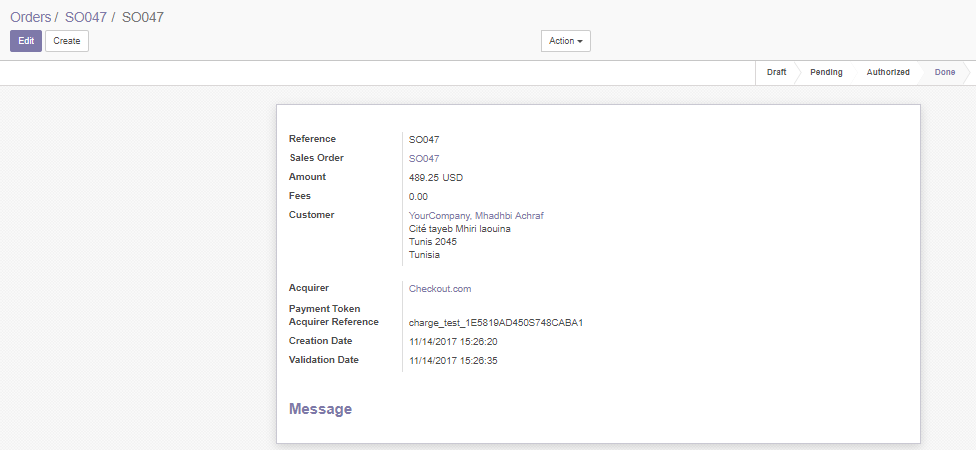 Orders / SO047 / SO047
Edit Create Action
Draft Pending Authorized Done
Reference SO047
Sales Order SO047
Amount 489.25 USD
Fees 0.00
Customer YourCompany, Mhadhbi Achraf
Cité tayeb Mhiri laouina
Tunis 2045
Tunisia
Acquirer Checkout.com
Payment Token
Acquirer Reference charge_test_1E5819AD450S748CABA1
Creation Date 11/14/2017 15:26:20
Validation Date 11/14/2017 15:26:35
Message